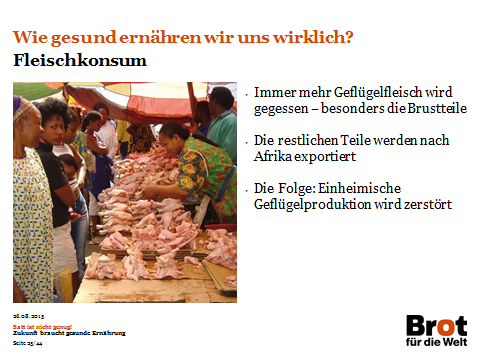 Wie gesund ernähren wir uns wirklich?
Fleischkonsum
Immer mehr Geflügelfleisch wird
gegessen – besonders die Brustteile
Die restlichen Teile werden nach
Afrika exportiert
Die Folge: Einheimische
Geflügelproduktion wird zerstört
26.08.2015
Satt ist nicht genug!
Zukunft braucht gesunde Ernährung
Seite 25/44
Brot
für die Welt